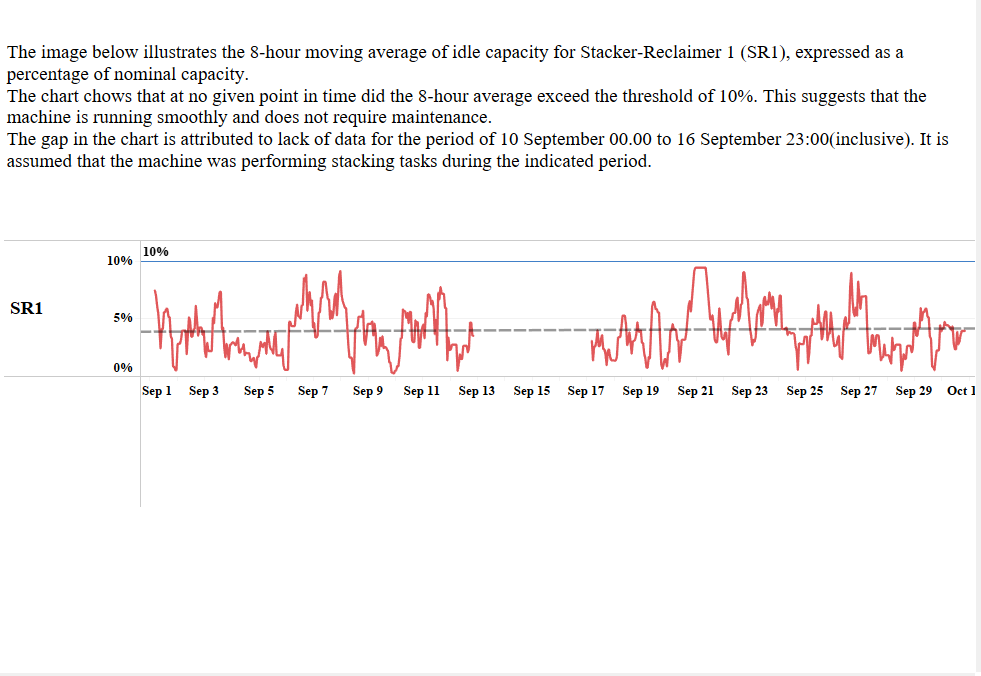 The image below illustrates the 8-hour moving average of idle capacity for Stacker-Reclaimer 1 (SR1), expressed as a
percentage of nominal capacity.
The chart chows that at no given point in time did the 8-hour average exceed the threshold of 10%. This suggests that the
machine is running smoothly and does not require maintenance.
The gap in the chart is attributed to lack of data for the period of 10 September 00.00 to 16 September 23:00(inclusive). It is
assumed that the machine was performing stacking tasks during the indicated period.
10%
10%
SR1
5%
0%
Sep 1 Sep 3 Sep 5 Sep 7 Sep 9 Sep 11 Sep 13 Sep 15 Sep 17 Sep 19 Sep 21 Sep 23 Sep 25 Sep 27 Sep 29 Oct 1